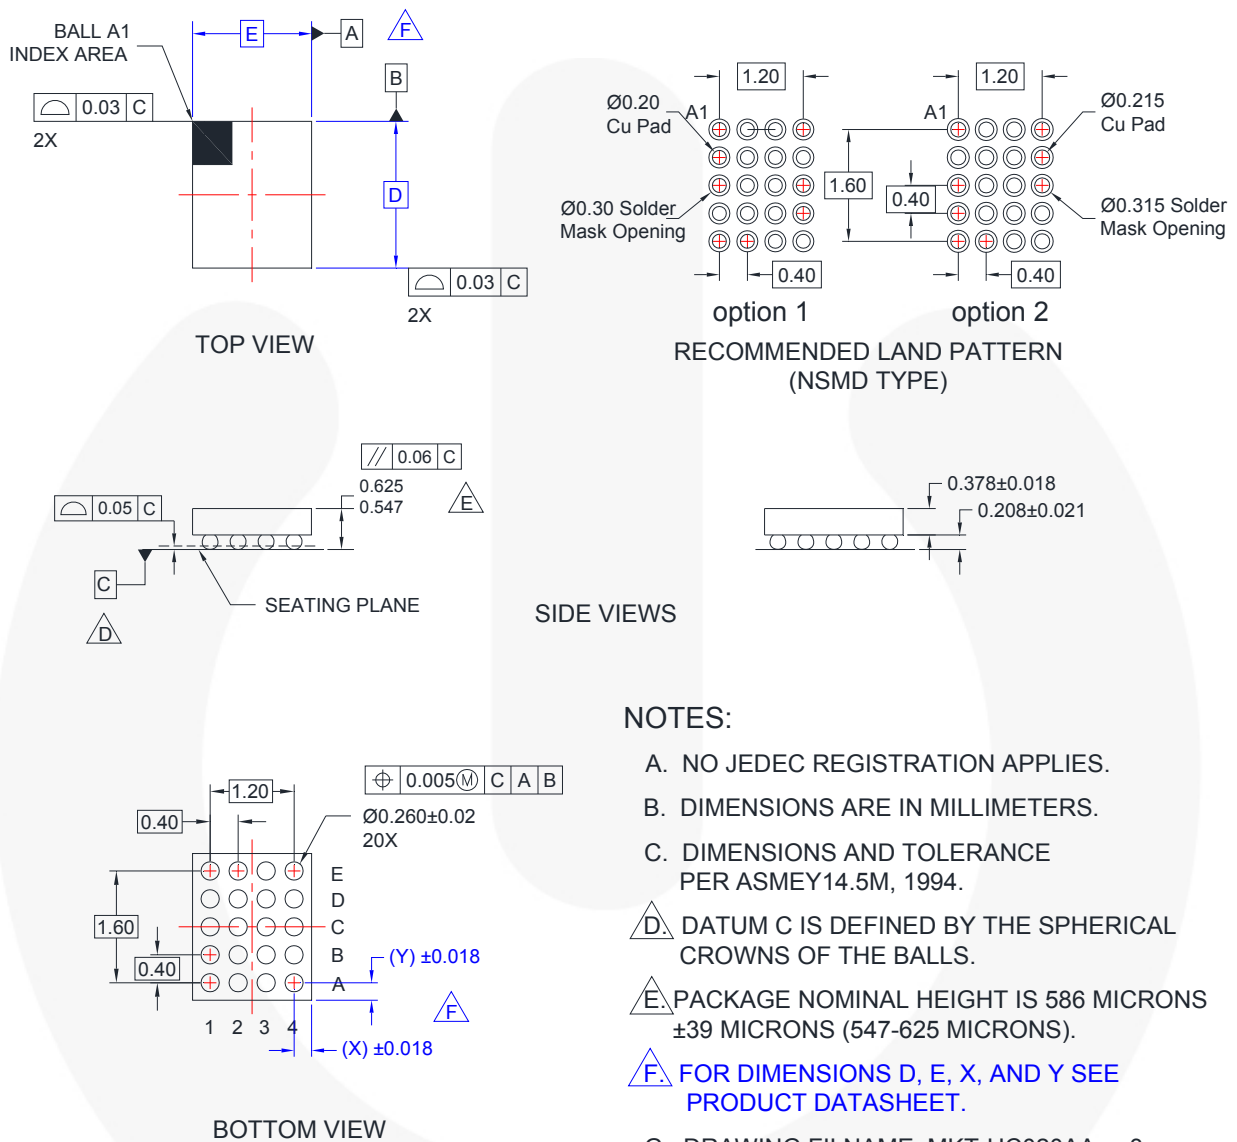 BALL A1
INDEX AREA
E
A
F
B
0.03 C
2X
D
0.03 C
2X
TOP VIEW
1.20
1.20
Ø0.20
Cu Pad
A1
A1
Ø0.215
Cu Pad
1.60
0.40
Ø0.30 Solder
Mask Opening
Ø0.315 Solder
Mask Opening
0.40
0.40
option 1
option 2
RECOMMENDED LAND PATTERN
(NSMD TYPE)
// 0.06 C
0.625
0.547
E
0.05 C
C
D
SEATING PLANE
0.378±0.018
0.208±0.021
SIDE VIEWS
1.20
0.40
⌖ 0.005Ⓜ C A B
Ø0.260±0.02
20X
E
D
C
B
A
1.60
0.40
1 2 3 4
(Y) ±0.018
F
(X) ±0.018
BOTTOM VIEW
NOTES:
A. NO JEDEC REGISTRATION APPLIES.
B. DIMENSIONS ARE IN MILLIMETERS.
C. DIMENSIONS AND TOLERANCE
PER ASMEY14.5M, 1994.
D. DATUM C IS DEFINED BY THE SPHERICAL
CROWNS OF THE BALLS.
E. PACKAGE NOMINAL HEIGHT IS 586 MICRONS
±39 MICRONS (547-625 MICRONS).
F. FOR DIMENSIONS D, E, X, AND Y SEE
PRODUCT DATASHEET.